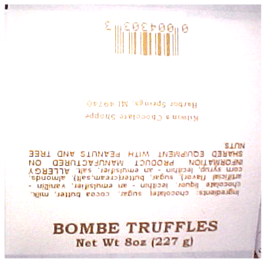 BOMBE TRUFFLES
Net Wt 8oz (227 g)
Ingredients: chocolate( sugar, cocoa butter, milk,
chocolate liquor, lecithin - an emulsifier, vanillin -
artificial flavor), sugar, butter(cream,salt), almonds,
corn syrup, lecithin - an emulsifier, salt. ALLERGY
INFORMATION: PRODUCT MANUFACTURED ON
SHARED EQUIPMENT WITH PEANUTS AND TREE
NUTS
Kilwin's Chocolate Shoppe
Harbor Springs MI 49740